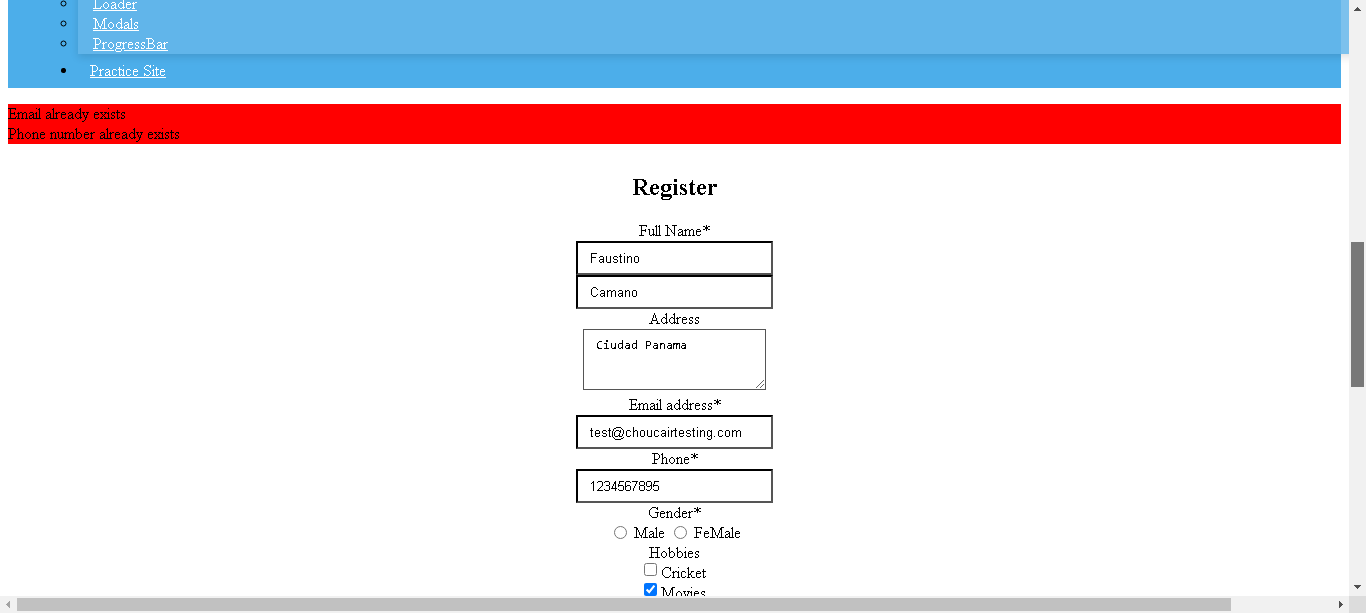 Loader
Modals
ProgressBar
Practice Site
Email already exists
Phone number already exists
Register
Full Name*
Faustino
Camano
Address
Ciudad Panama
Email address*
test@choucairtesting.com
Phone*
1234567895
Gender*
Male FeMale
Hobbies
Cricket
Movies